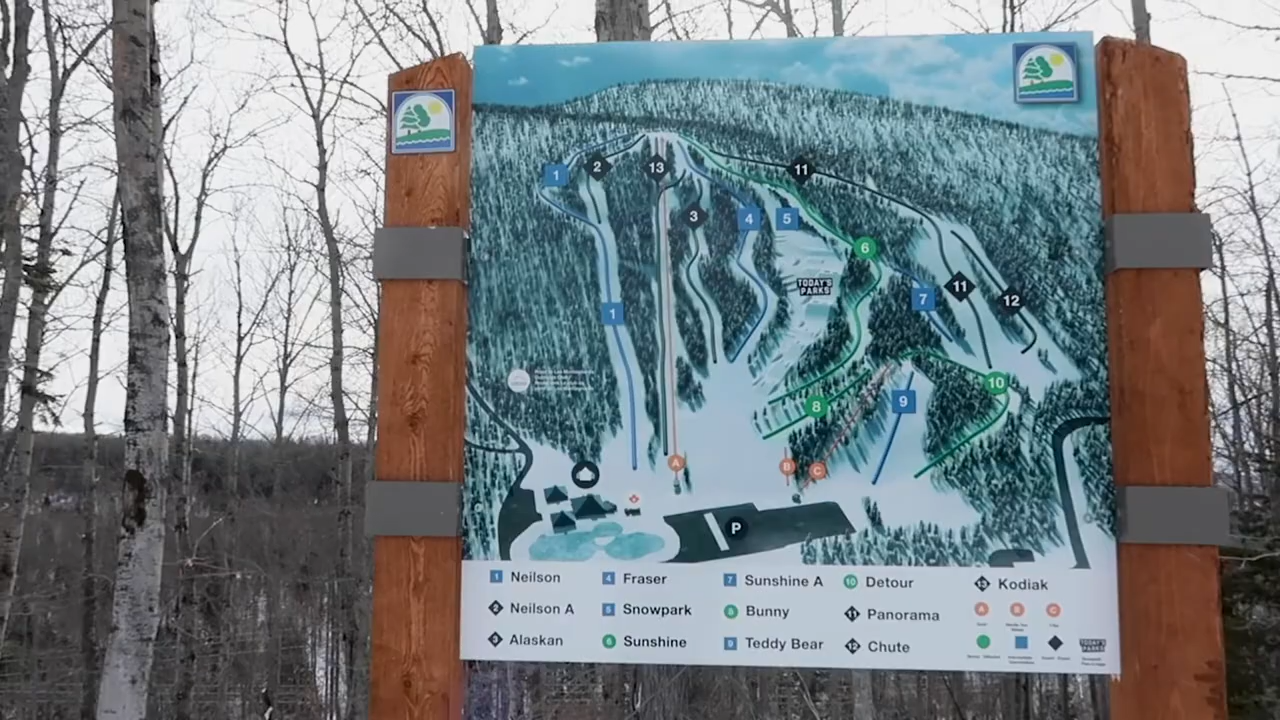 1
2
13
11
3
4
5
6
TODAY'S
PARKS
11
7
12
1
10
9
8
A
B
C
P
1 Neilson
4 Fraser
7 Sunshine A
10 Detour
13 Kodiak
2 Neilson A
5 Snowpark
8 Bunny
11 Panorama
A B C
3 Alaskan
6 Sunshine
9 Teddy Bear
12 Chute
TODAY'S
PARKS